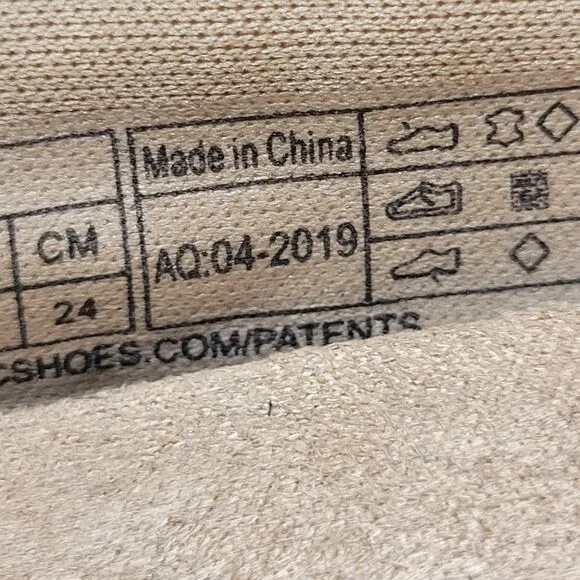 Made in China
CM
AQ:04-2019
24
CSHOES.COM/PATENTS